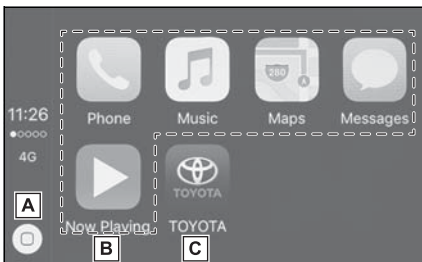 280
Phone Music Maps Messages
11:26
4G
TOYOTA
A
Now Playing TOYOTA
B C